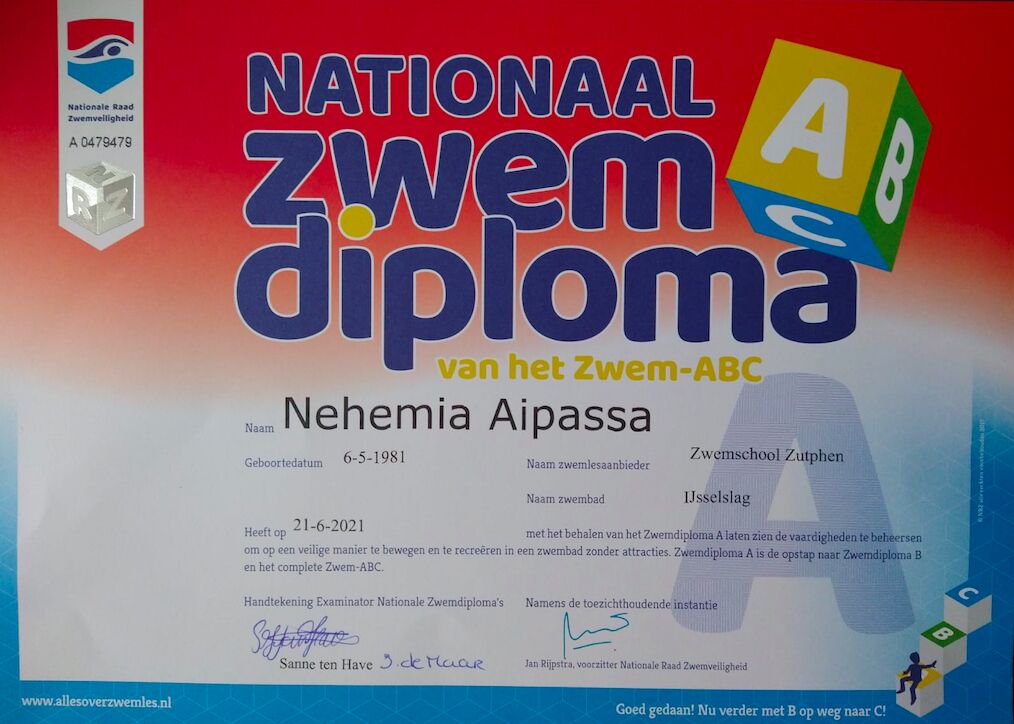 Nationale Raad
Zwemveiligheid
A 0479479
NRZ
NATIONAAL
zwem
diploma
van het Zwem-ABC
A
B
C
Naam Nehemia Aipassa
Geboortedatum 6-5-1981
Naam zwemlesaanbieder Zwemschool Zutphen
Naam zwembad IJsselslag
Heeft op 21-6-2021 met het behalen van het Zwemdiploma A laten zien de vaardigheden te beheersen
om op een veilige manier te bewegen en te recreëren in een zwembad zonder attracties. Zwemdiploma A is de opstap naar Zwemdiploma B
en het complete Zwem-ABC.
Handtekening Examinator Nationale Zwemdiploma's
Sanne ten Have J. de Maar
Namens de toezichthoudende instantie
Jan Rijpstra, voorzitter Nationale Raad Zwemveiligheid
A
C
B
www.allesoverzwemles.nl
Goed gedaan! Nu verder met B op weg naar C!